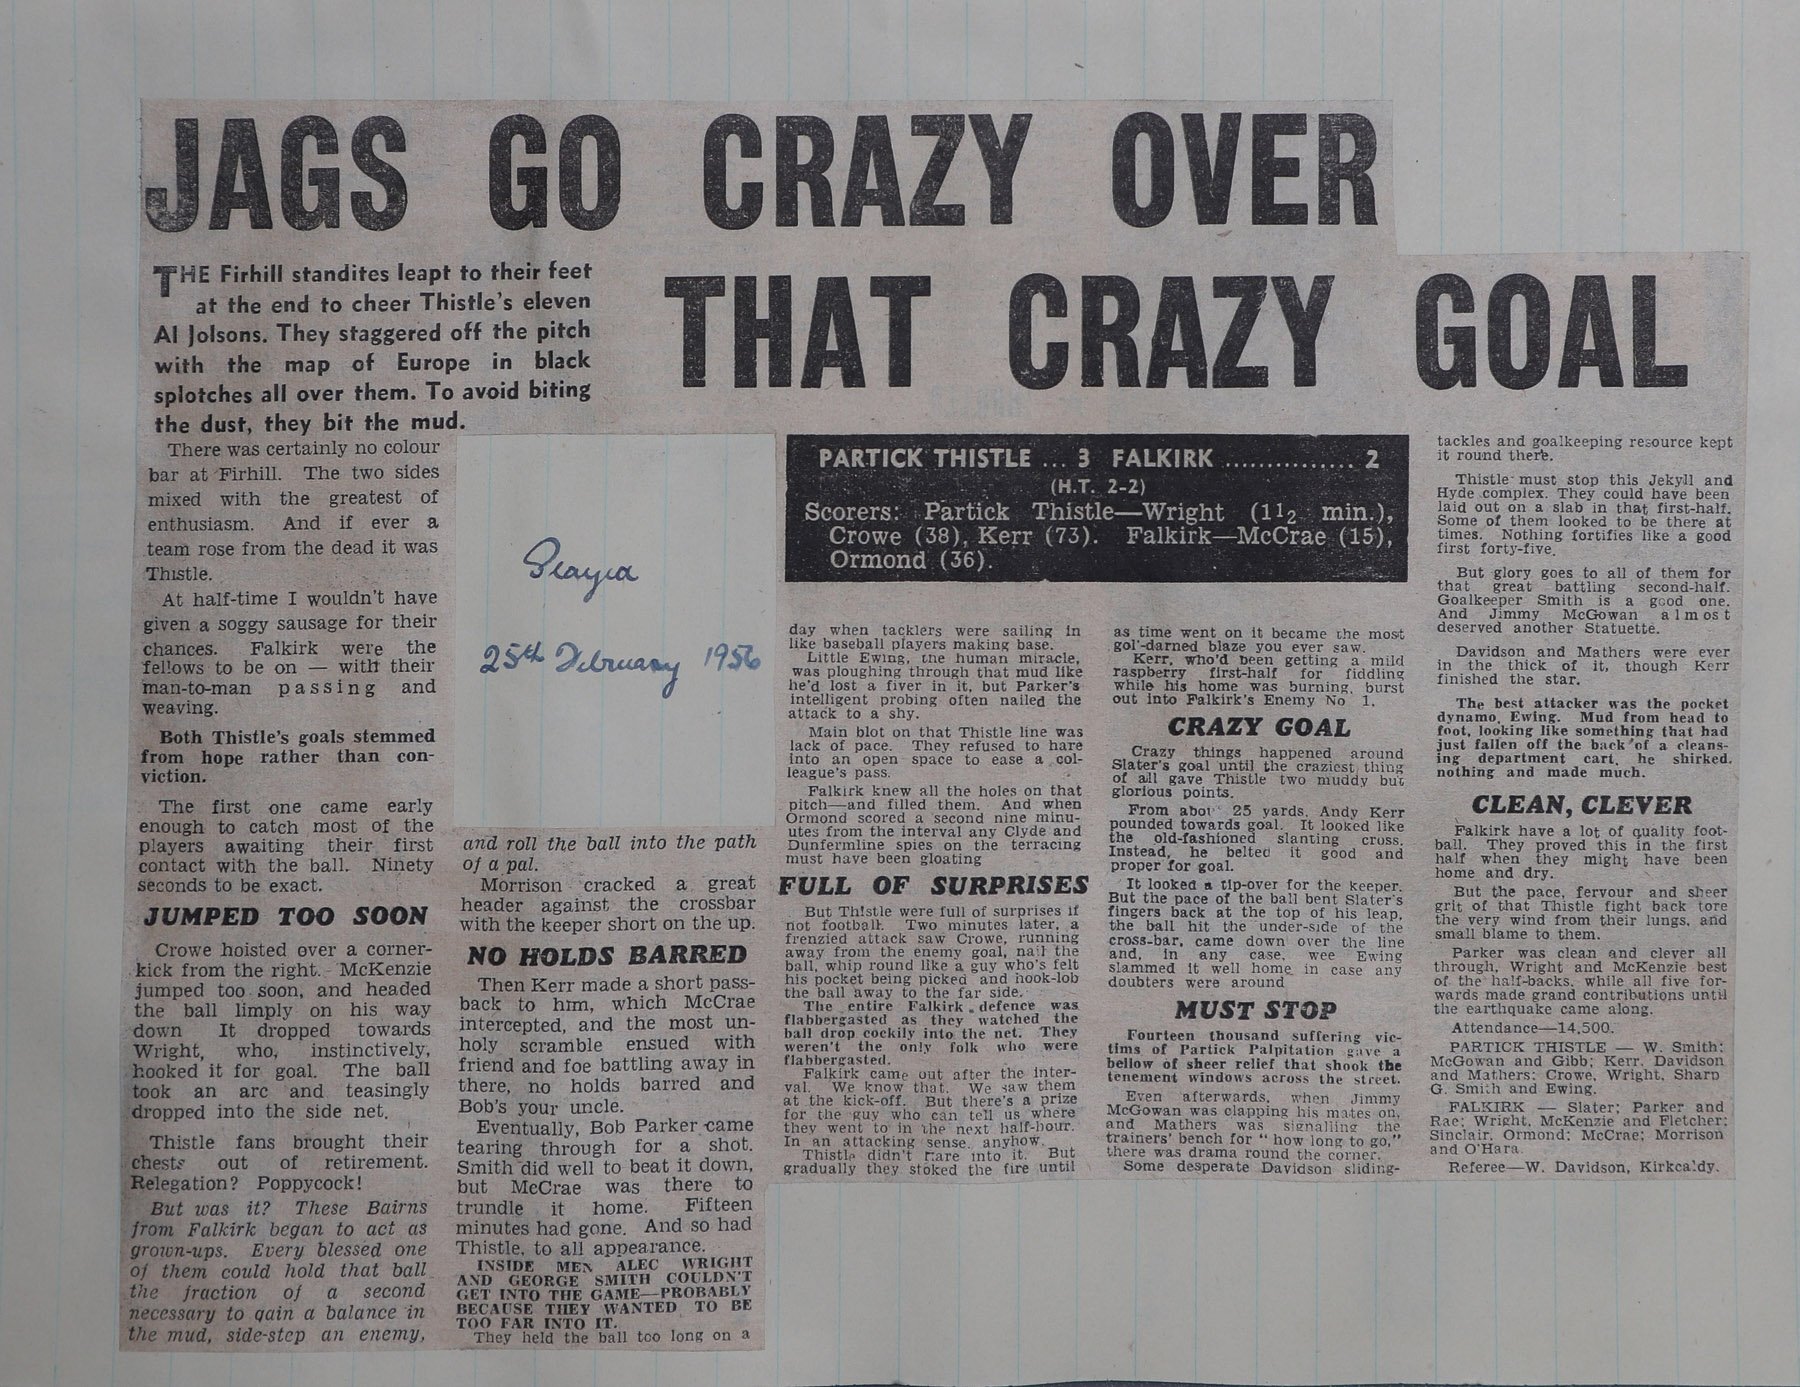 JAGS GO CRAZY OVER
THAT CRAZY GOAL
THE Firhill standites leapt to their feet
at the end to cheer Thistle's eleven
Al Jolsons. They staggered off the pitch
with the map of Europe in black
splotches all over them. To avoid biting
the dust, they bit the mud.
There was certainly no colour
bar at Firhill. The two sides
mixed with the greatest of
enthusiasm. And if ever a
team rose from the dead it was
Thistle.
At half-time I wouldn't have
given a soggy sausage for their
chances. Falkirk were the
fellows to be on — with their
man-to-man passing and
weaving.
Both Thistle's goals stemmed
from hope rather than con-
viction.
The first one came early
enough to catch most of the
players awaiting their first
contact with the ball. Ninety
seconds to be exact.
JUMPED TOO SOON
Crowe hoisted over a corner-
kick from the right. McKenzie
jumped too soon, and headed
the ball limply on his way
down It dropped towards
Wright, who, instinctively,
hooked it for goal. The ball
took an arc and teasingly
dropped into the side net.
Thistle fans brought their
chests out of retirement.
Relegation? Poppycock!
But was it? These Bairns
from Falkirk began to act as
grown-ups. Every blessed one
of them could hold that ball
the fraction of a second
necessary to gain a balance in
the mud, side-step an enemy,
Played
25th February 1956
and roll the ball into the path
of a pal.
Morrison cracked a great
header against the crossbar
with the keeper short on the up.
NO HOLDS BARRED
Then Kerr made a short pass-
back to him, which McCrae
intercepted, and the most un-
holy scramble ensued with
friend and foe battling away in
there, no holds barred and
Bob's your uncle.
Eventually, Bob Parker came
tearing through for a shot.
Smith did well to beat it down,
but McCrae was there to
trundle it home. Fifteen
minutes had gone. And so had
Thistle, to all appearance.
INSIDE MEN ALEC WRIGHT
AND GEORGE SMITH COULDN'T
GET INTO THE GAME—PROBABLY
BECAUSE THEY WANTED TO BE
TOO FAR INTO IT.
They held the ball too long on a
PARTICK THISTLE ... 3 FALKIRK ............... 2
(H.T. 2-2)
Scorers: Partick Thistle—Wright (1½ min.),
Crowe (38), Kerr (73). Falkirk—McCrae (15),
Ormond (36).
day when tacklers were sailing in
like baseball players making base.
Little Ewing, the human miracle,
was ploughing through that mud like
he'd lost a fiver in it, but Parker's
intelligent probing often nailed the
attack to a shy.
Main blot on that Thistle line was
lack of pace. They refused to hare
into an open space to ease a col-
league's pass.
Falkirk knew all the holes on that
pitch—and filled them. And when
Ormond scored a second nine minu-
utes from the interval any Clyde and
Dunfermline spies on the terracing
must have been gloating
FULL OF SURPRISES
But Thistle were full of surprises if
not football. Two minutes later, a
frenzied attack saw Crowe, running
away from the enemy goal, nail the
ball, whip round like a guy who's felt
his pocket being picked and hook-lob
the ball away to the far side.
The entire Falkirk defence was
flabbergasted as they watched the
ball drop cockily into the net. They
weren't the only folk who were
flabbergasted.
Falkirk came out after the inter-
val. We know that. We saw them
at the kick-off. But there's a prize
for the guy who can tell us where
they went to in the next half-hour.
In an attacking sense, anyhow.
Thistle didn't flare into it. But
gradually they stoked the fire until
as time went on it became the most
gol'-darned blaze you ever saw.
Kerr, who'd been getting a mild
raspberry first-half for fiddling
while his home was burning, burst
out into Falkirk's Enemy No 1.
CRAZY GOAL
Crazy things happened around
Slater's goal until the craziest thing
of all gave Thistle two muddy but
glorious points.
From about 25 yards, Andy Kerr
pounded towards goal. It looked like
the old-fashioned slanting cross.
Instead, he belted it good and
proper for goal.
It looked a tip-over for the keeper.
But the pace of the ball bent Slater's
fingers back at the top of his leap,
the ball hit the under-side of the
cross-bar, came down over the line
and, in any case, wee Ewing
slammed it well home in case any
doubters were around
MUST STOP
Fourteen thousand suffering vic-
tims of Partick Palpitation gave a
bellow of sheer relief that shook the
tenement windows across the street.
Even afterwards, when Jimmy
McGowan was clapping his mates on,
and Mathers was signalling the
trainers' bench for " how long to go,"
there was drama round the corner.
Some desperate Davidson sliding-
tackles and goalkeeping resource kept
it round there.
Thistle must stop this Jekyll and
Hyde complex. They could have been
laid out on a slab in that first-half.
Some of them looked to be there at
times. Nothing fortifies like a good
first forty-five.
But glory goes to all of them for
that great battling second-half.
Goalkeeper Smith is a good one.
And Jimmy McGowan almost
deserved another Statuette.
Davidson and Mathers were ever
in the thick of it, though Kerr
finished the star.
The best attacker was the pocket
dynamo, Ewing. Mud from head to
foot, looking like something that had
just fallen off the back of a cleans-
ing department cart, he shirked
nothing and made much.
CLEAN, CLEVER
Falkirk have a lot of quality foot-
ball. They proved this in the first
half when they might have been
home and dry.
But the pace, fervour and sheer
grit of that Thistle fight back tore
the very wind from their lungs, and
small blame to them.
Parker was clean and clever all
through, Wright and McKenzie best
of the half-backs, while all five for-
wards made grand contributions until
the earthquake came along.
Attendance—14,500.
PARTICK THISTLE — W. Smith;
McGowan and Gibb; Kerr, Davidson
and Mathers; Crowe, Wright, Sharp
G. Smith and Ewing.
FALKIRK — Slater; Parker and
Rae; Wright, McKenzie and Fletcher;
Sinclair, Ormond; McCrae; Morrison
and O'Hara.
Referee—W. Davidson, Kirkcaldy.